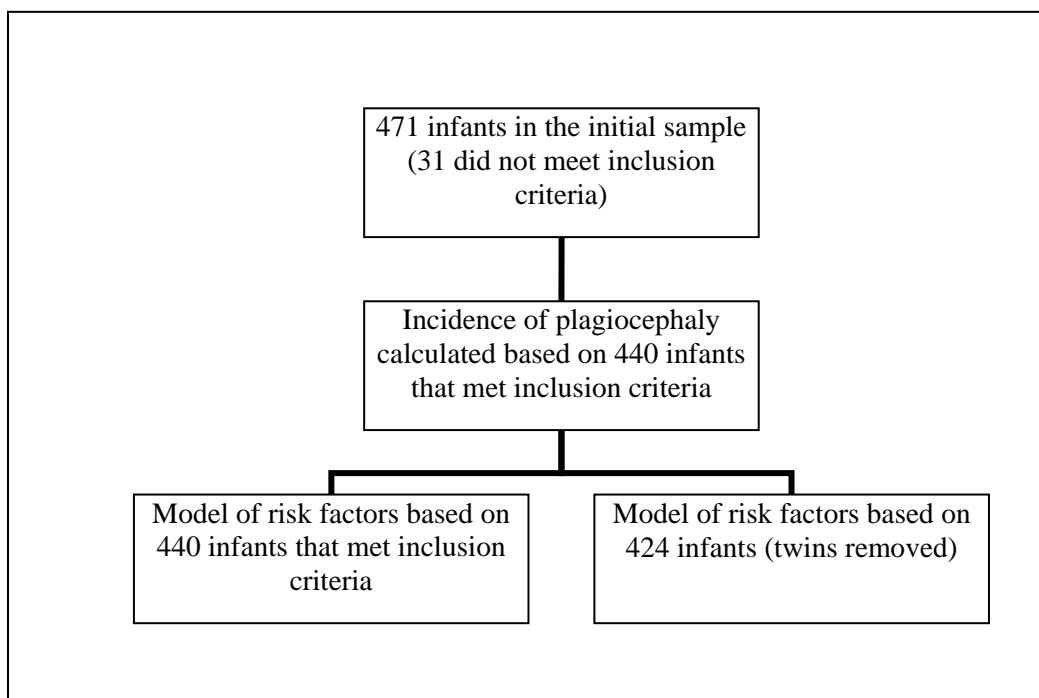 471 infants in the initial sample
(31 did not meet inclusion
criteria)
Incidence of plagiocephaly
calculated based on 440 infants
that met inclusion criteria
Model of risk factors based on
440 infants that met inclusion
criteria
Model of risk factors based on
424 infants (twins removed)